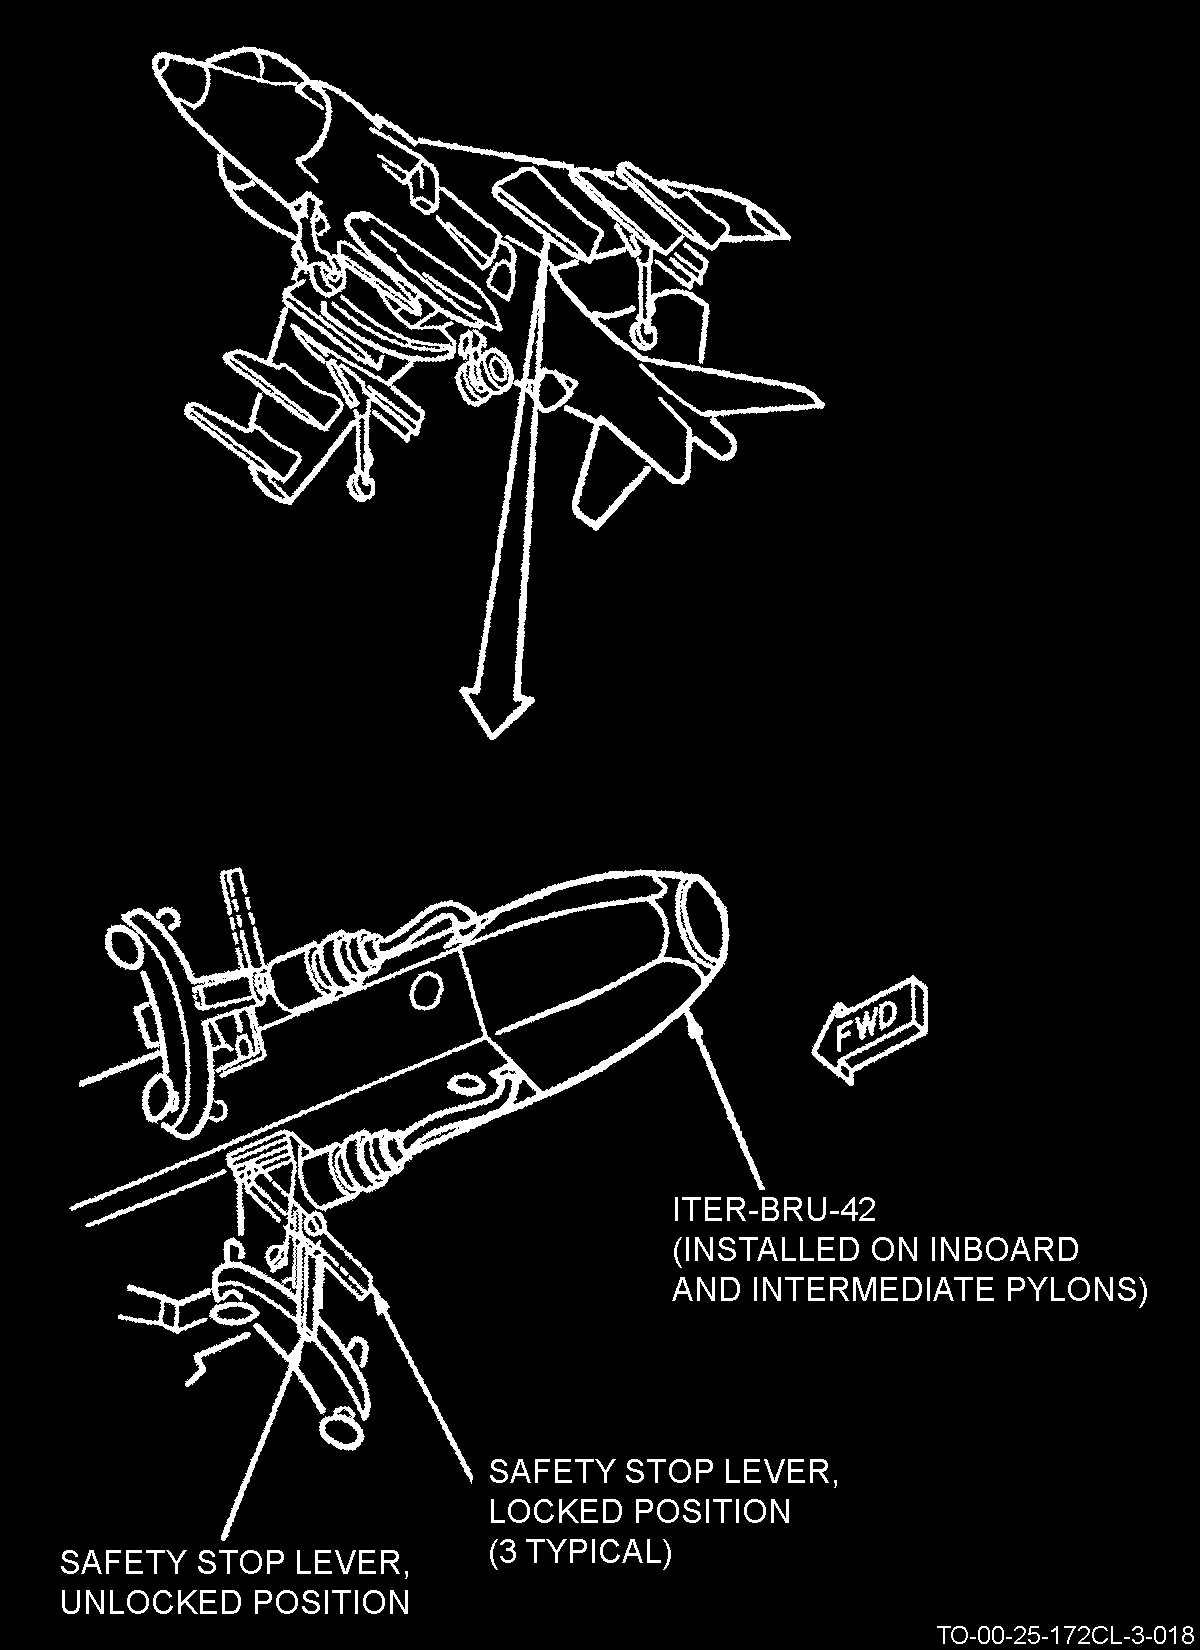 FWD
ITER-BRU-42
(INSTALLED ON INBOARD
AND INTERMEDIATE PYLONS)
SAFETY STOP LEVER,
LOCKED POSITION
(3 TYPICAL)
SAFETY STOP LEVER,
UNLOCKED POSITION
TO-00-25-172CL-3-018